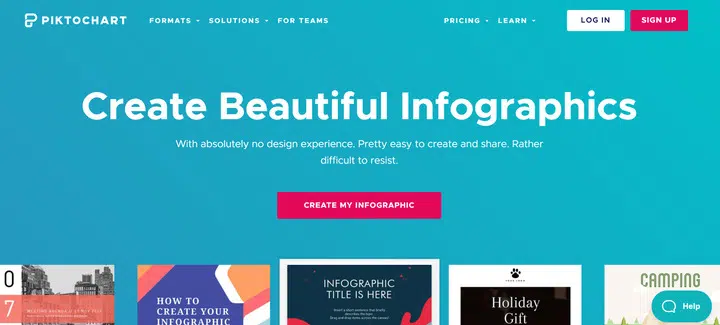 PIKTOCHART FORMATS SOLUTIONS FOR TEAMS PRICING LEARN LOG IN SIGN UP
Create Beautiful Infographics
With absolutely no design experience. Pretty easy to create and share. Rather
difficult to resist.
CREATE MY INFOGRAPHIC
0
7
HOW TO
CREATE YOUR
INFOGRAPHIC
INFOGRAPHIC
TITLE IS HERE
Holiday
Gift
CAMPING
Help